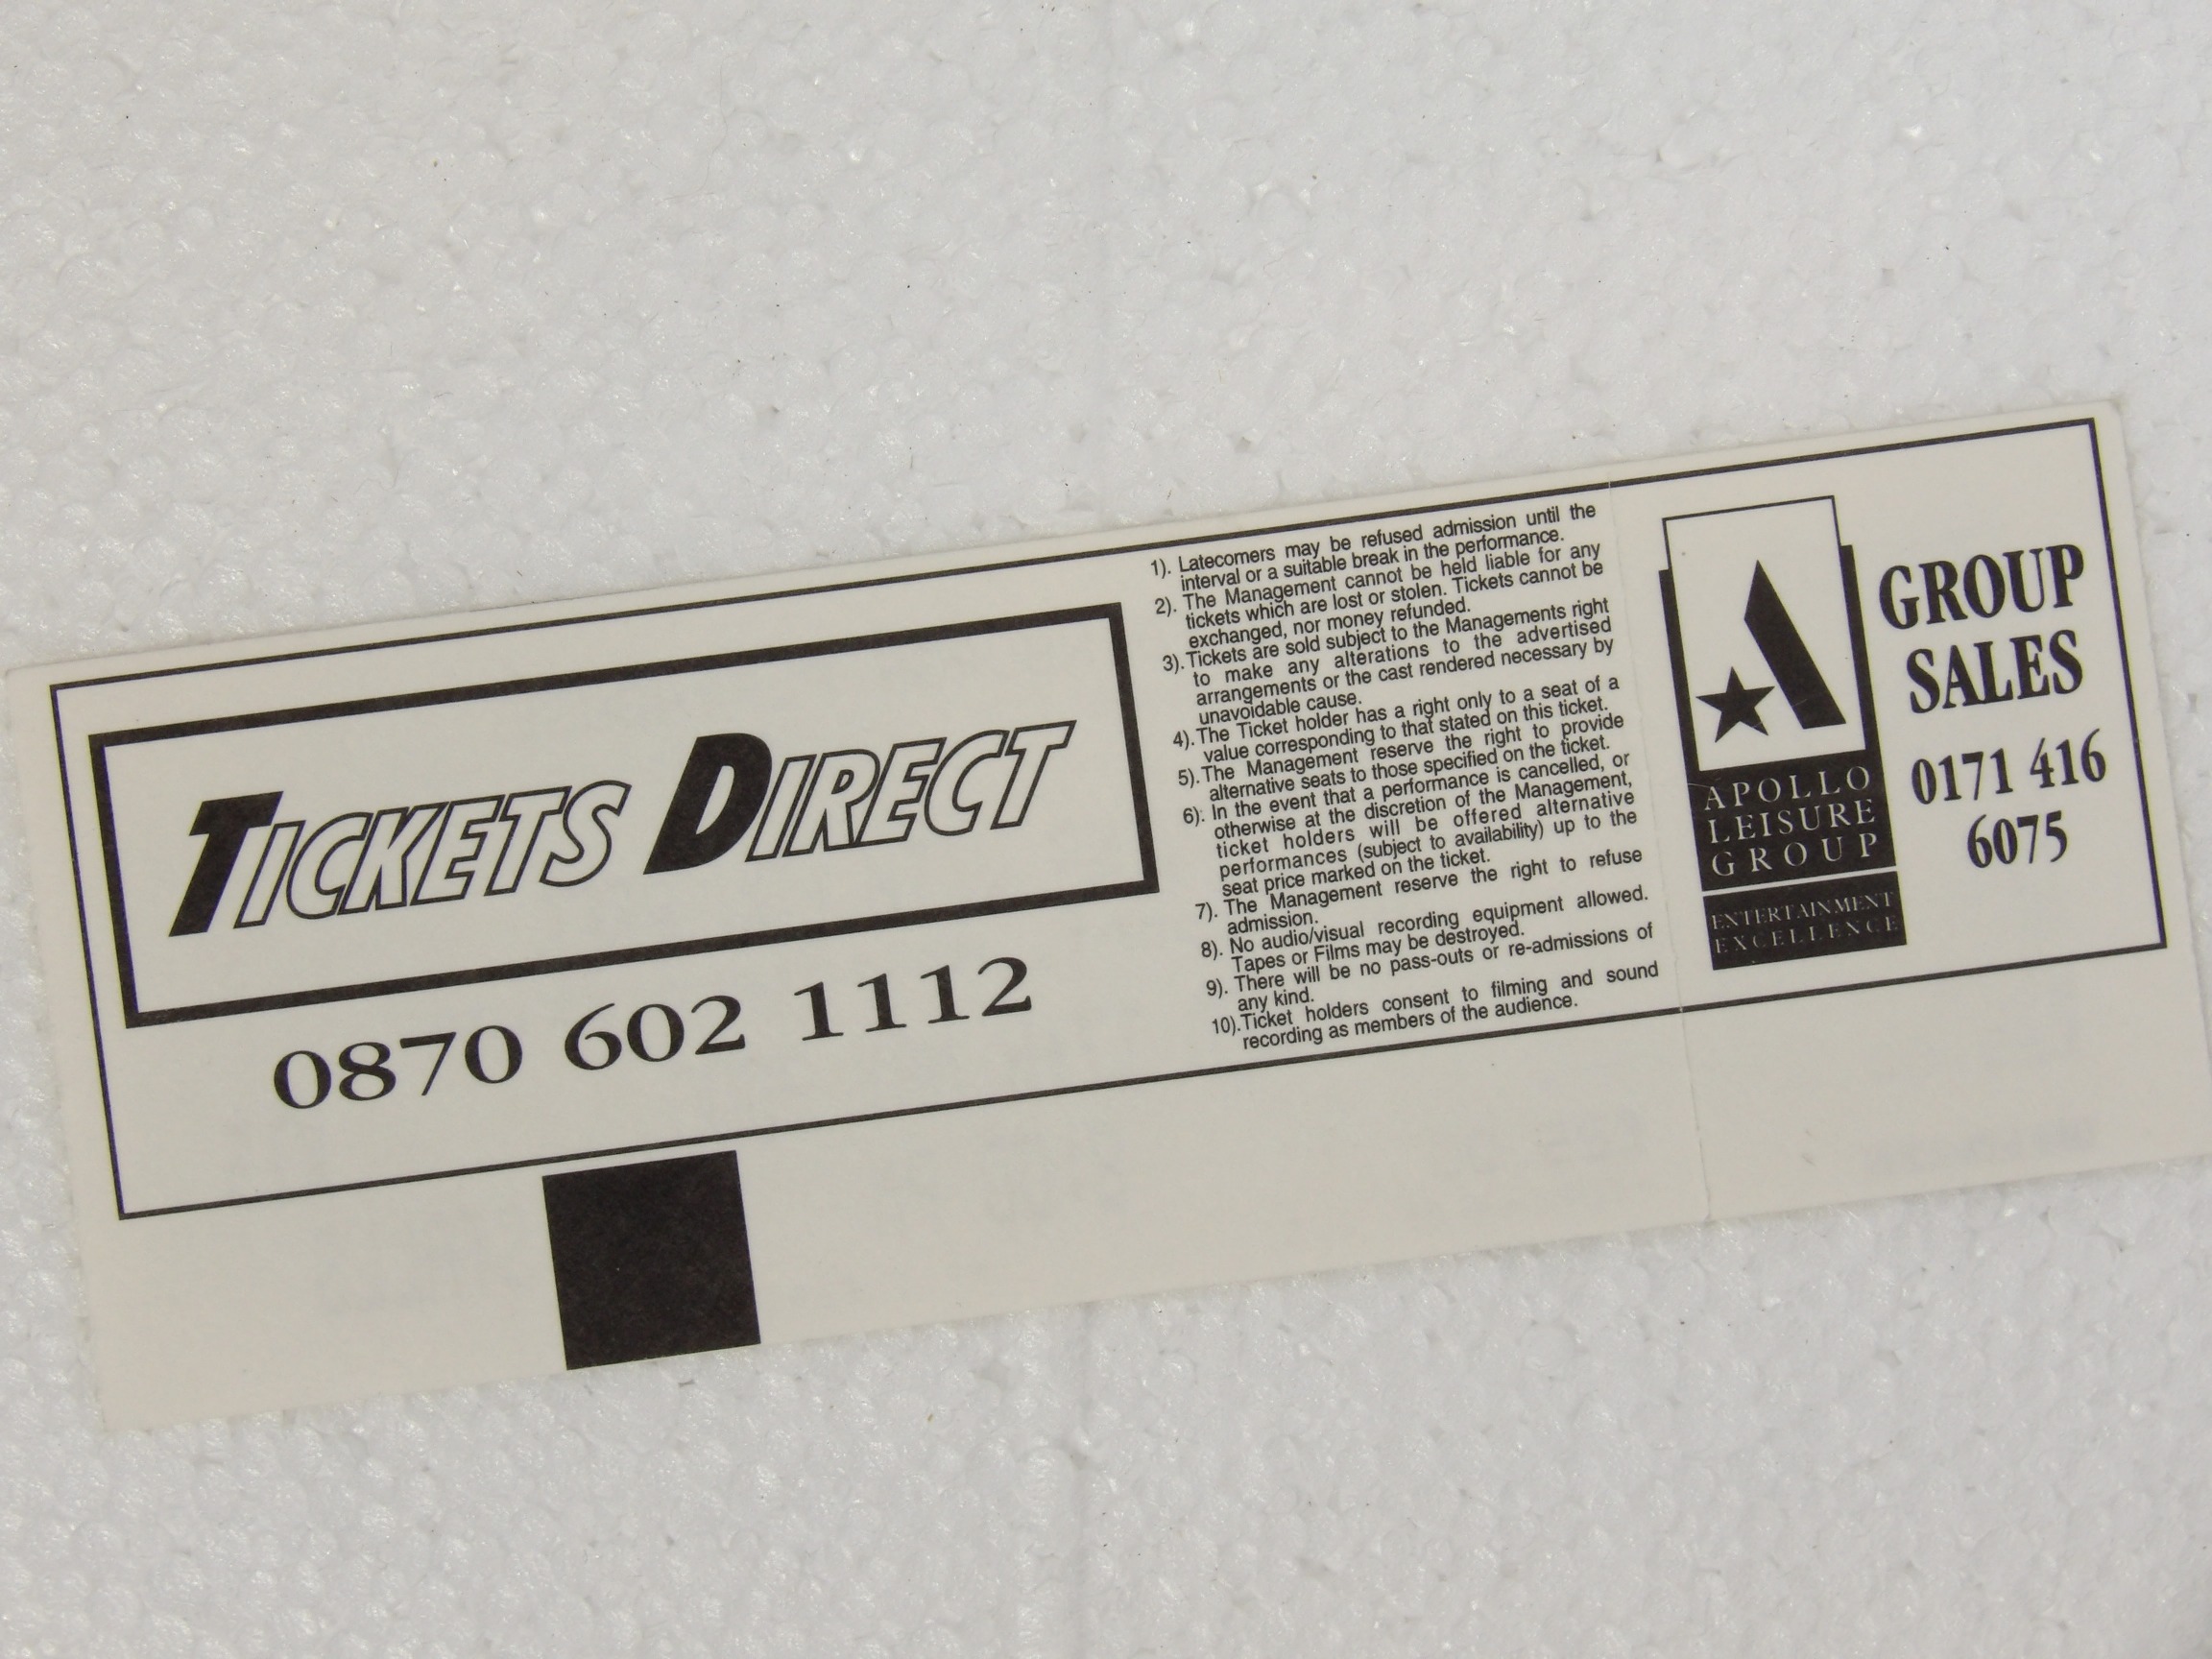 TICKETS DIRECT
0870 602 1112
1). Latecomers may be refused admission until the
interval or a suitable break in the performance.
2). The Management cannot be held liable for any
tickets which are lost or stolen. Tickets cannot be
exchanged, nor money refunded.
3). Tickets are sold subject to the Managements right
to make any alterations to the advertised
arrangements or the cast rendered necessary by
unavoidable cause.
4). The Ticket holder has a right only to a seat of a
value corresponding to that stated on this ticket.
5). The Management reserve the right to provide
alternative seats to those specified on the ticket.
6). In the event that a performance is cancelled, or
otherwise at the discretion of the Management,
ticket holders will be offered alternative
performances (subject to availability) up to the
seat price marked on the ticket.
7). The Management reserve the right to refuse
admission.
8). No audio/visual recording equipment allowed.
Tapes or Films may be destroyed.
9). There will be no pass-outs or re-admissions of
any kind.
10). Ticket holders consent to filming and sound
recording as members of the audience.
APOLLO
LEISURE
GROUP
ENTERTAINMENT
EXCELLENCE
GROUP
SALES
0171 416
6075